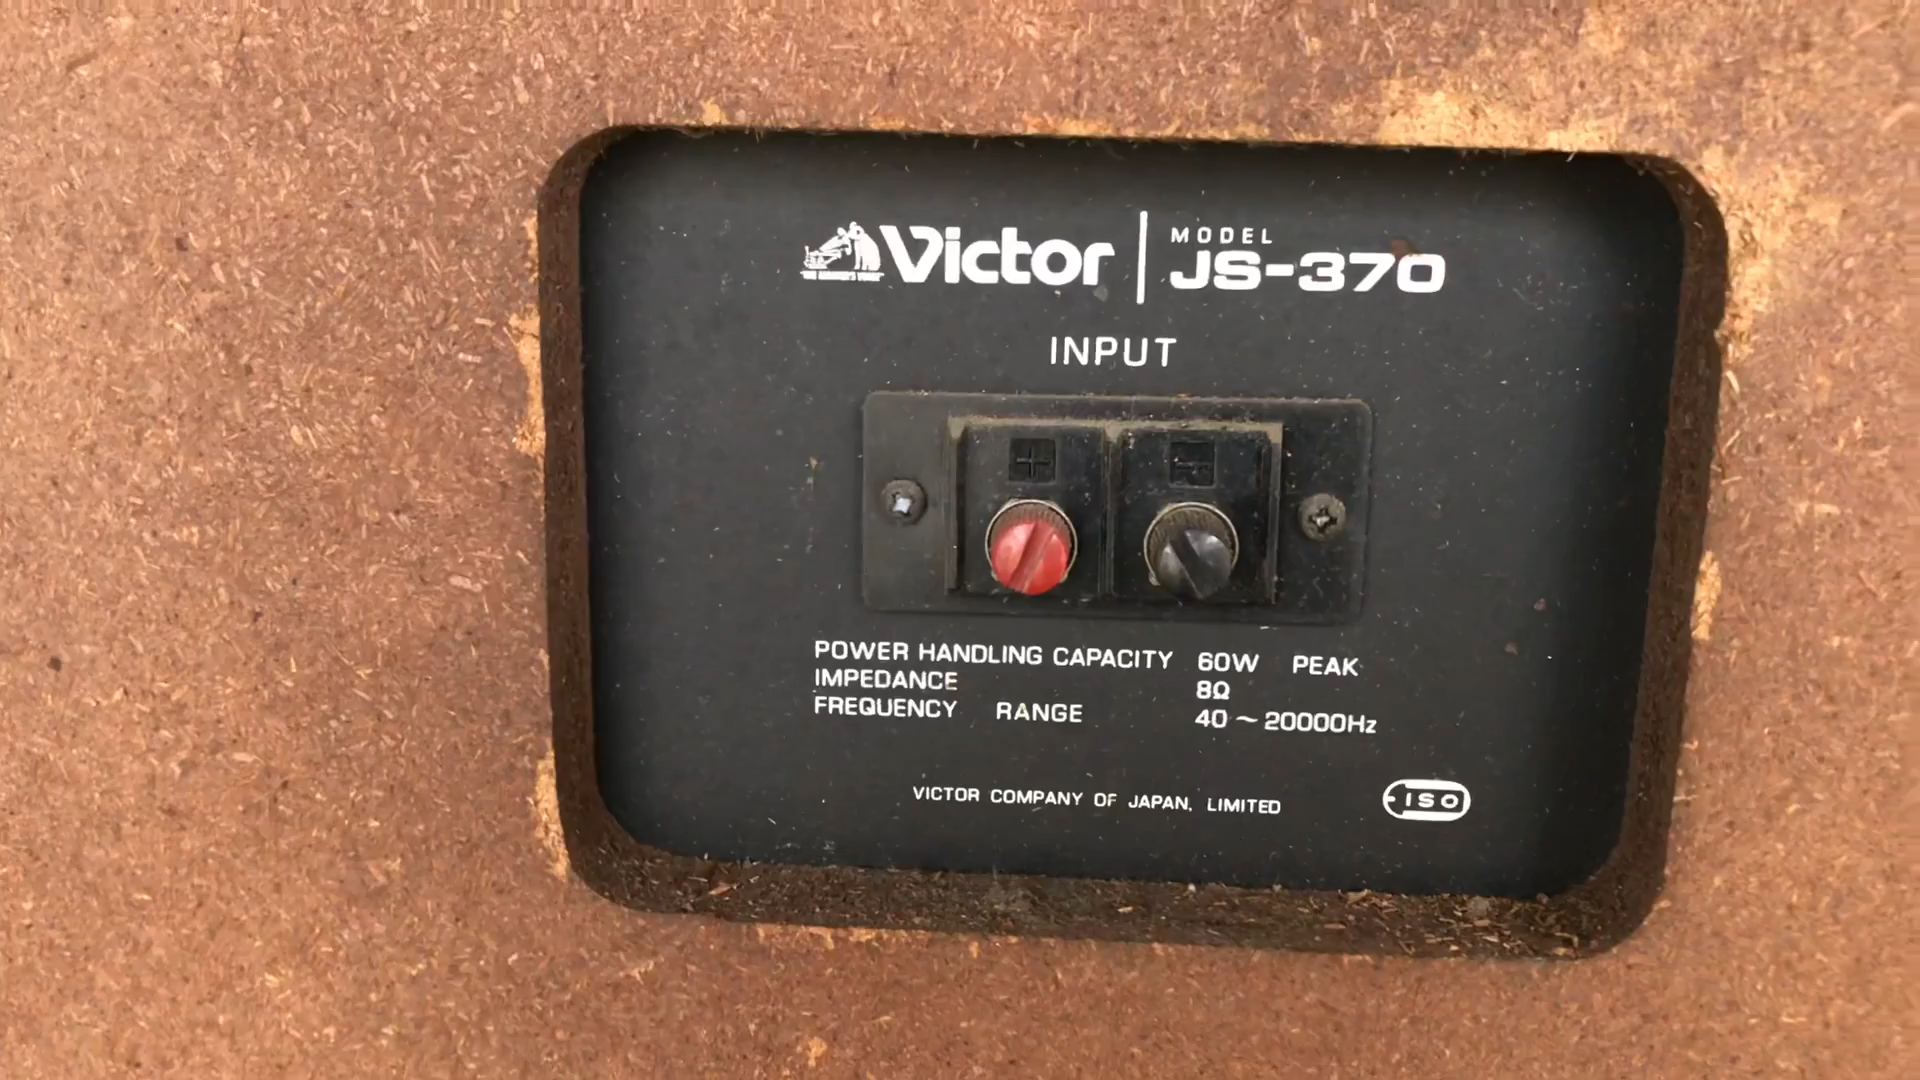 Victor
MODEL
JS-370
INPUT
+ -
POWER HANDLING CAPACITY 60W PEAK
IMPEDANCE 8Ω
FREQUENCY RANGE 40 ~ 20000Hz
VICTOR COMPANY OF JAPAN, LIMITED
ISO